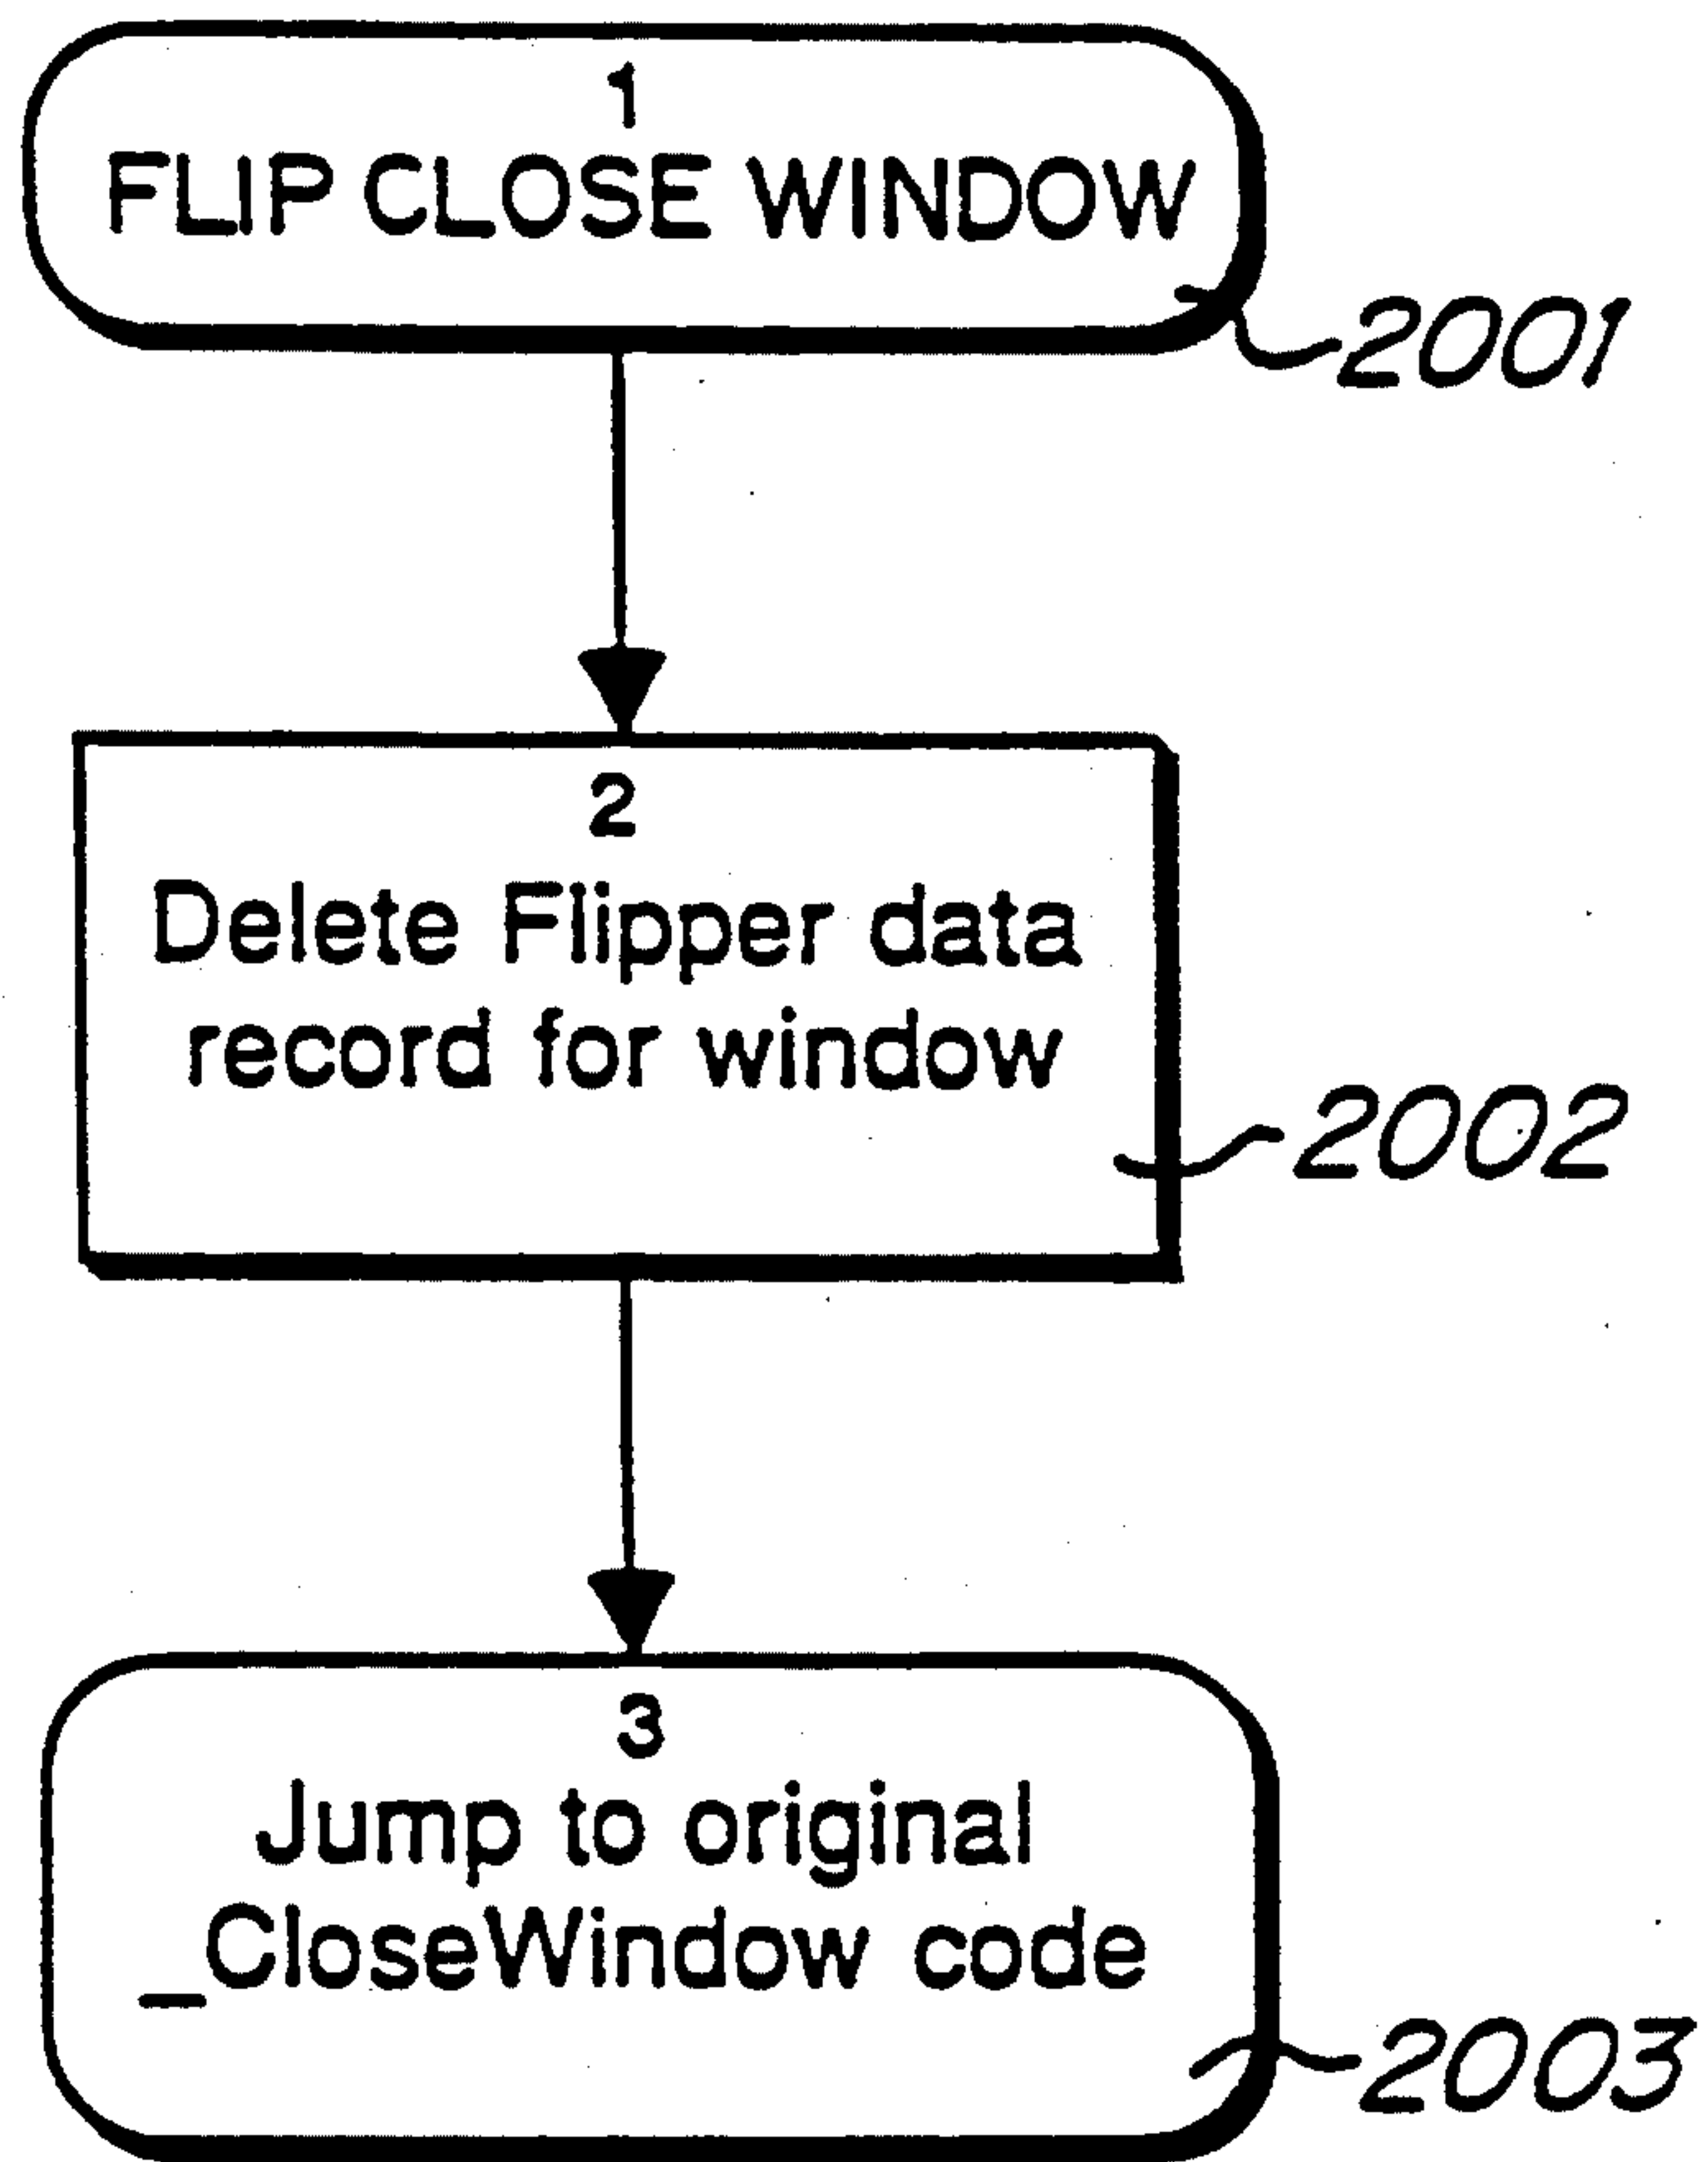 1
FLIP CLOSE WINDOW
2001
2
Delete Flipper data
record for window
2002
3
Jump to original
_CloseWindow code
2003